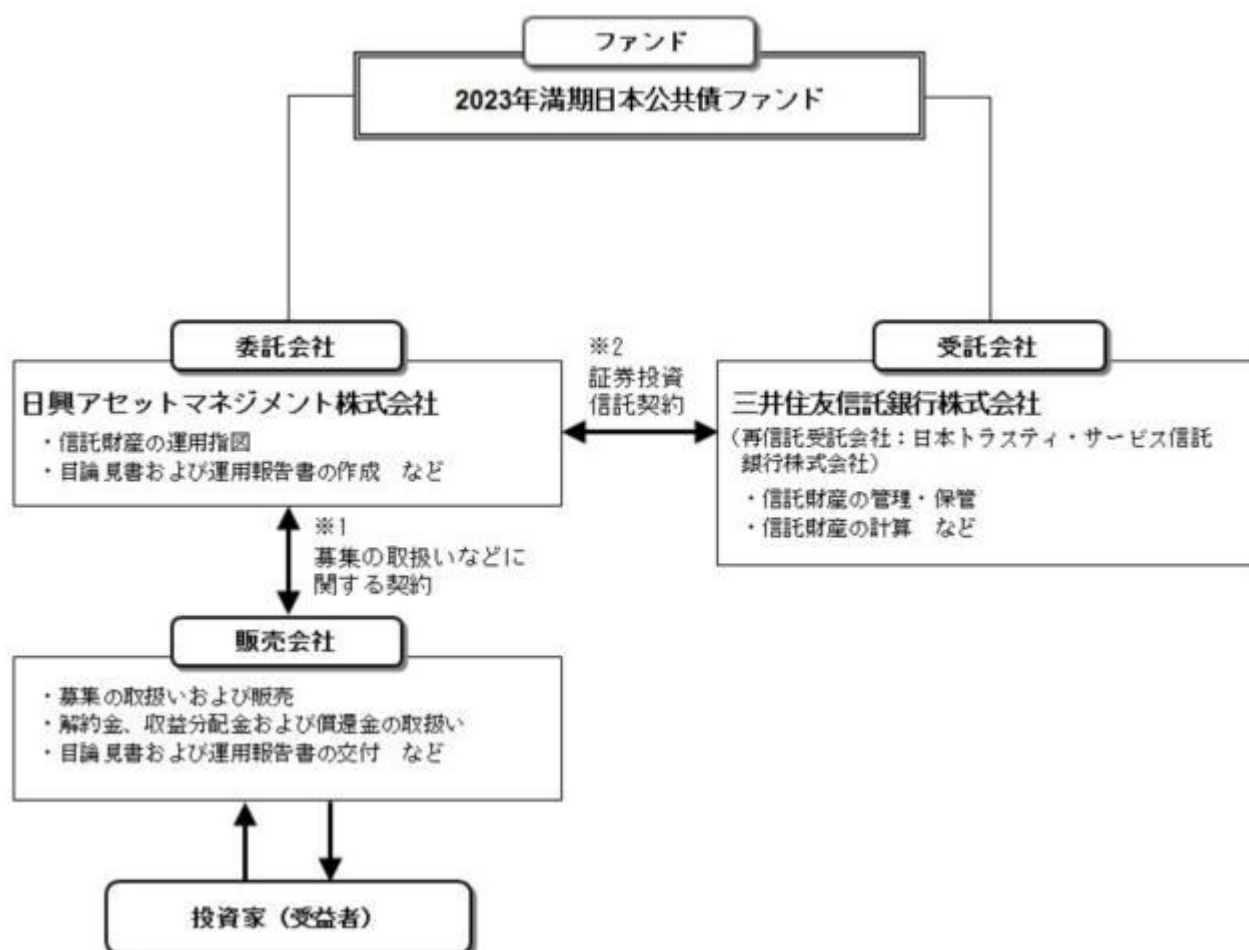 ファンド
2023年満期日本公共債ファンド
委託会社
日興アセットマネジメント株式会社
・信託財産の運用指図
・目論見書および運用報告書の作成　など
※2
証券投資
信託契約
受託会社
三井住友信託銀行株式会社
（再信託受託会社：日本トラスティ・サービス信託
銀行株式会社）
・信託財産の管理・保管
・信託財産の計算　など
※1
募集の取扱いなどに
関する契約
販売会社
・募集の取扱いおよび販売
・解約金、収益分配金および償還金の取扱い
・目論見書および運用報告書の交付　など
投資家（受益者）